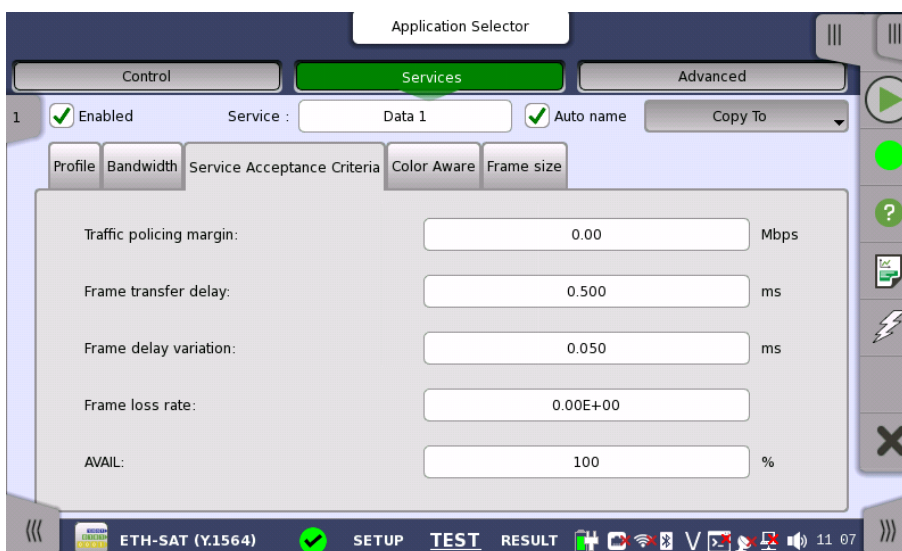 Application Selector
Control Services Advanced
1 Enabled Service : Data 1 Auto name Copy To
Profile Bandwidth Service Acceptance Criteria Color Aware Frame size
Traffic policing margin: 0.00 Mbps
Frame transfer delay: 0.500 ms
Frame delay variation: 0.050 ms
Frame loss rate: 0.00E+00
AVAIL: 100 %
ETH-SAT (Y.1564) SETUP TEST RESULT V 11 07